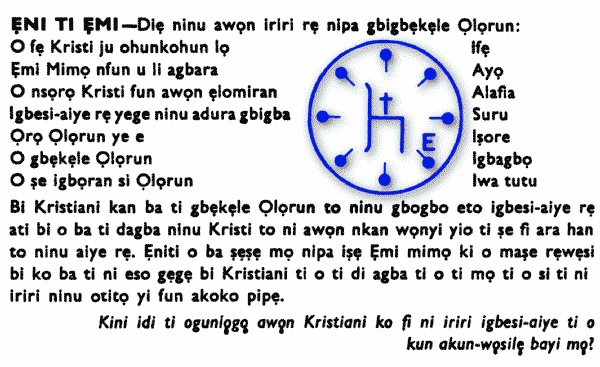 ẸNI TI ẸMI—Diẹ ninu awọn iriri rẹ nipa gbigbẹkẹle Ọlọrun:
O fẹ Kristi ju ohunkohun lọ
Ẹmi Mimọ nfun u li agbara
O nsọrọ Kristi fun awọn ẹlomiran
Igbesi-aiye rẹ yege ninu adura gbigba
Ọrọ Ọlọrun ye e
O gbẹkẹle Ọlọrun
O ṣe igbọran si Ọlọrun
†
E
Ifẹ
Ayọ
Alafia
Suru
Iṣore
Igbagbọ
Iwa tutu
Bi Kristiani kan ba ti gbẹkẹle Ọlọrun to ninu gbogbo eto igbesi-aiye rẹ
ati bi o ba ti dagba ninu Kristi to ni awọn nkan wọnyi yio ti ṣe fi ara han
to ninu aiye rẹ. Ẹniti o ba ṣẹṣẹ mọ nipa iṣẹ Ẹmi mimọ ki o maṣe rẹwẹsi
bi ko ba ti ni eso gẹgẹ bi Kristiani ti o ti di agba ti o ti mọ ti o si ti ni
iriri ninu otitọ yi fun akoko pipẹ.
Kini idi ti ogunlọgọ awọn Kristiani ko fi ni iriri igbesi-aiye ti o
kun akun-wọsilẹ bayi mọ?